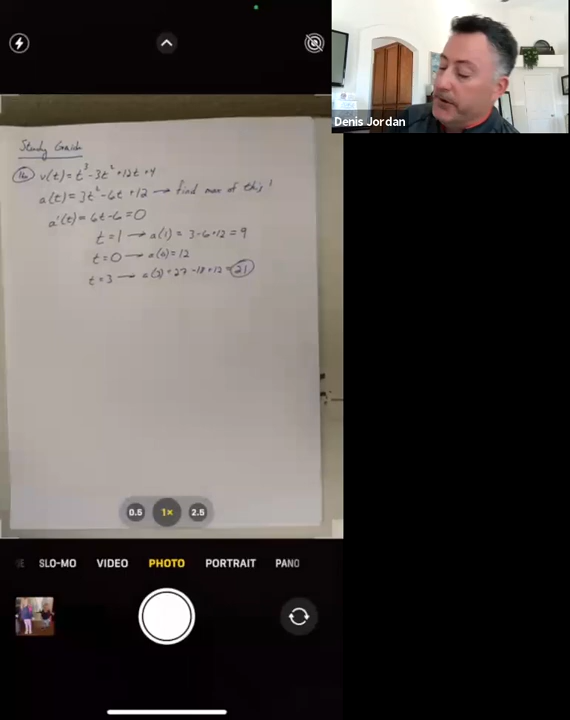 Denis Jordan
Study Guide
16 v(t) = t³ - 3t² + 12t + 4
a(t) = 3t² - 6t + 12 → find max of this!
a'(t) = 6t - 6 = 0
t = 1 → a(1) = 3 - 6 + 12 = 9
t = 0 → a(0) = 12
t = 3 → a(3) = 27 - 18 + 12 = 21
0.5 1× 2.5
SLO-MO VIDEO PHOTO PORTRAIT PANO